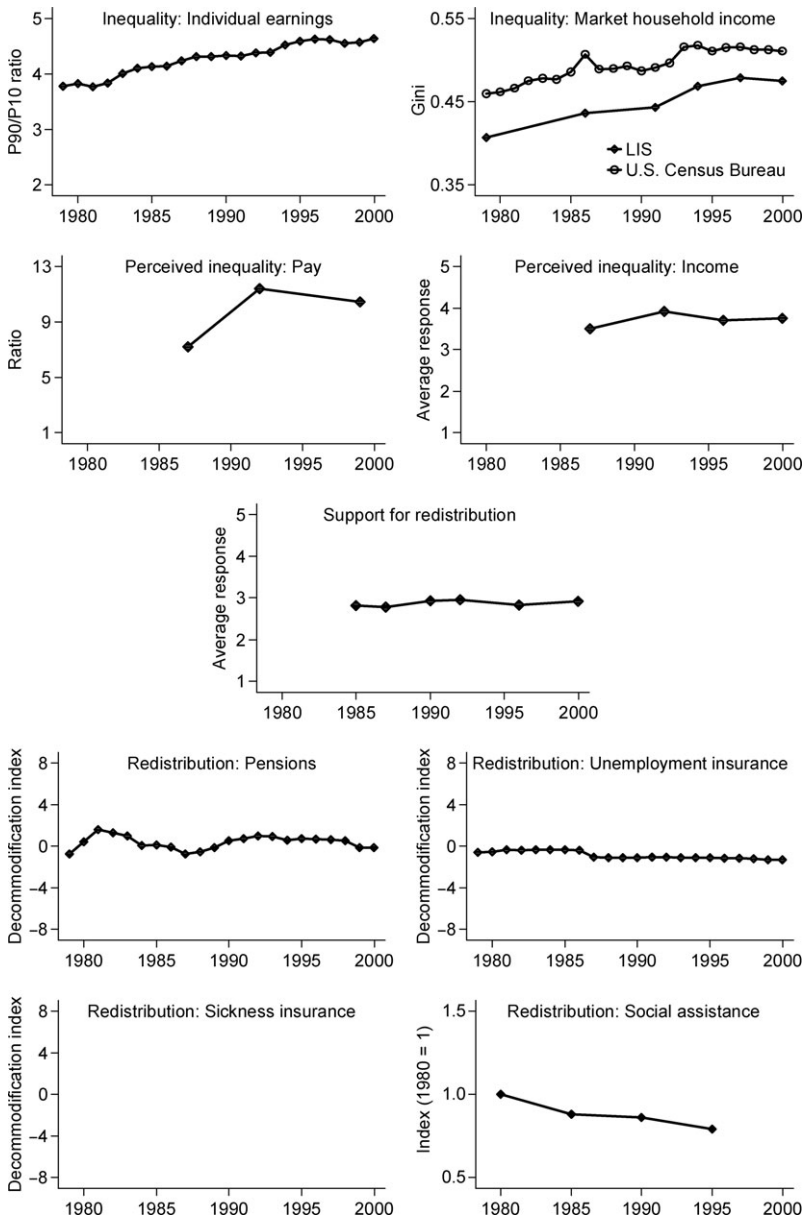 Inequality: Individual earnings
P90/P10 ratio
5
4
3
2
1980 1985 1990 1995 2000
Inequality: Market household income
Gini
0.55
0.45
0.35
LIS
U.S. Census Bureau
1980 1985 1990 1995 2000
Perceived inequality: Pay
Ratio
13
9
5
1
1980 1985 1990 1995 2000
Perceived inequality: Income
Average response
5
4
3
2
1
1980 1985 1990 1995 2000
Support for redistribution
Average response
5
4
3
2
1
1980 1985 1990 1995 2000
Redistribution: Pensions
Decommodification index
8
4
0
−4
−8
1980 1985 1990 1995 2000
Redistribution: Unemployment insurance
Decommodification index
8
4
0
−4
−8
1980 1985 1990 1995 2000
Redistribution: Sickness insurance
Decommodification index
8
4
0
−4
−8
1980 1985 1990 1995 2000
Redistribution: Social assistance
Index (1980 = 1)
1.5
1.0
0.5
1980 1985 1990 1995 2000